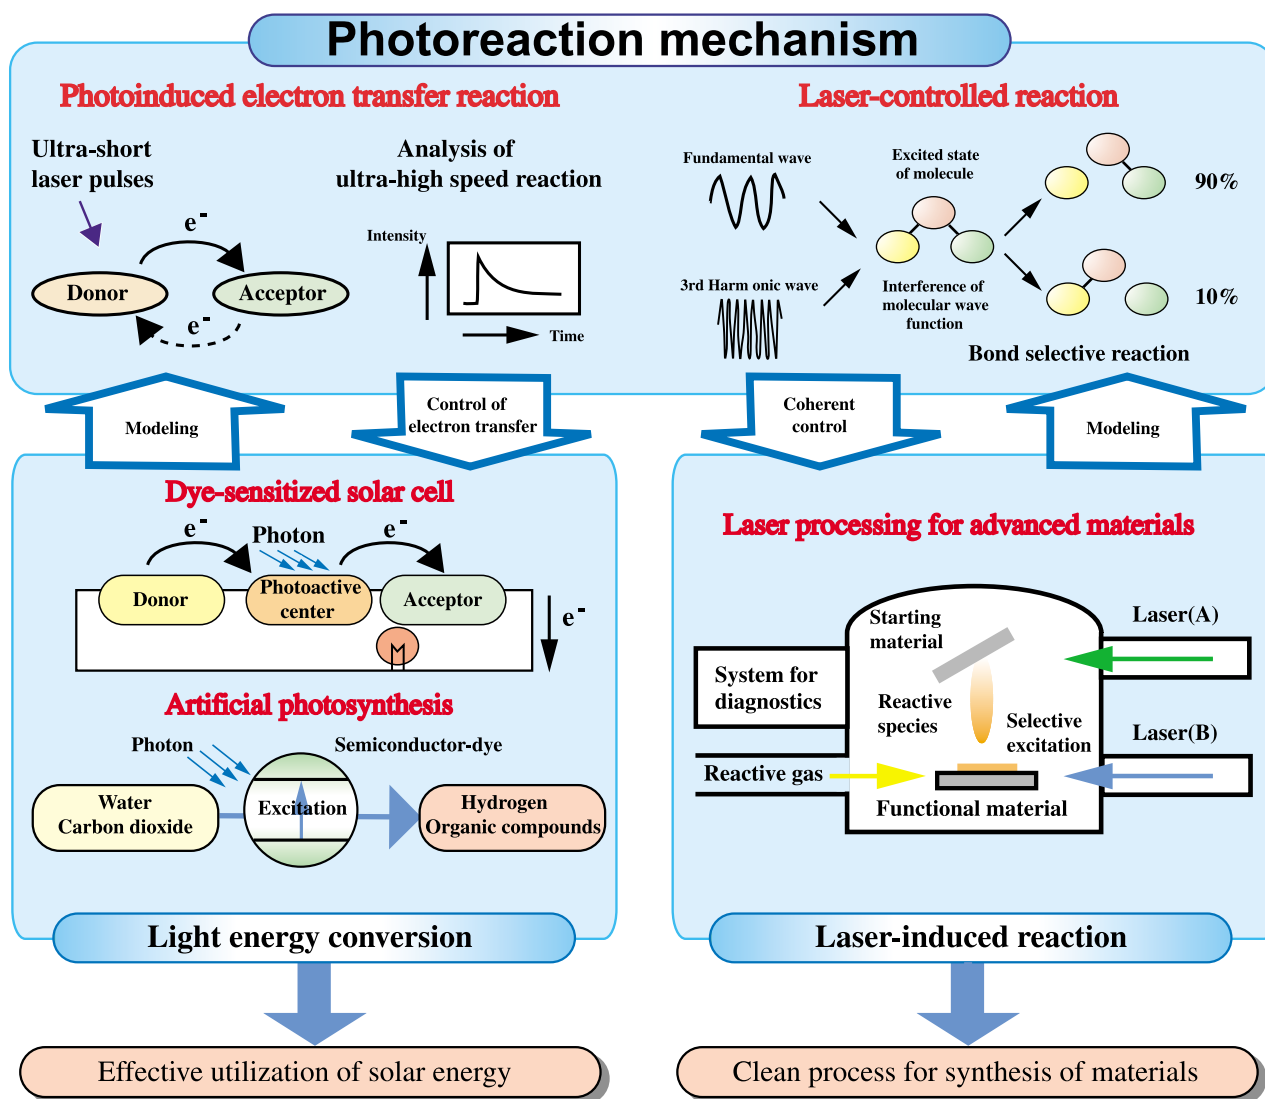 Photoreaction mechanism
Photoinduced electron transfer reaction
Ultra-short
laser pulses
e-
Donor
Acceptor
e-
Analysis of
ultra-high speed reaction
Intensity
Time
Laser-controlled reaction
Fundamental wave
3rd Harm onic wave
Excited state
of molecule
Interference of
molecular wave
function
90%
10%
Bond selective reaction
Modeling
Control of
electron transfer
Coherent
control
Modeling
Dye-sensitized solar cell
e-
Photon
e-
Donor
Photoactive
center
Acceptor
e-
M
Artificial photosynthesis
Photon
Semiconductor-dye
Water
Carbon dioxide
Excitation
Hydrogen
Organic compounds
Light energy conversion
Effective utilization of solar energy
Laser processing for advanced materials
Starting
material
Laser(A)
System for
diagnostics
Reactive
species
Selective
excitation
Laser(B)
Reactive gas
Functional material
Laser-induced reaction
Clean process for synthesis of materials